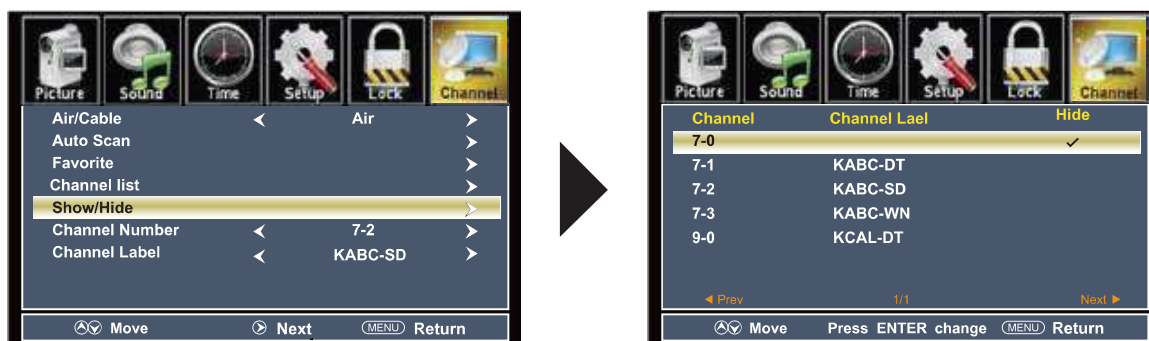 Picture Sound Time Setup Lock Channel
Air/Cable Air
Auto Scan
Favorite
Channel list
Show/Hide
Channel Number 7-2
Channel Label KABC-SD
Move Next MENU Return
Picture Sound Time Setup Lock Channel
Channel Channel Lael Hide
7-0
7-1 KABC-DT
7-2 KABC-SD
7-3 KABC-WN
9-0 KCAL-DT
Prev 1/1 Next
Move Press ENTER change MENU Return